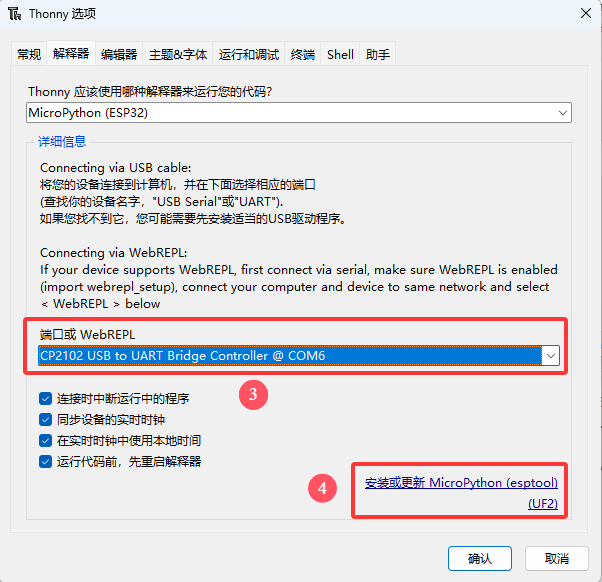 Thonny 选项
常规 解释器 编辑器 主题&字体 运行和调试 终端 Shell 助手
Thonny 应该使用哪种解释器来运行您的代码?
MicroPython (ESP32)
详细信息
Connecting via USB cable:
将您的设备连接到计算机，并在下面选择相应的端口
(查找你的设备名字，"USB Serial"或"UART").
如果您找不到它，您可能需要先安装适当的USB驱动程序。
Connecting via WebREPL:
If your device supports WebREPL, first connect via serial, make sure WebREPL is enabled
(import webrepl_setup), connect your computer and device to same network and select
< WebREPL > below
端口或 WebREPL
CP2102 USB to UART Bridge Controller @ COM6
3
连接时中断运行中的程序
同步设备的实时时钟
在实时时钟中使用本地时间
运行代码前，先重启解释器
4
安装或更新 MicroPython (esptool)
(UF2)
确认 取消